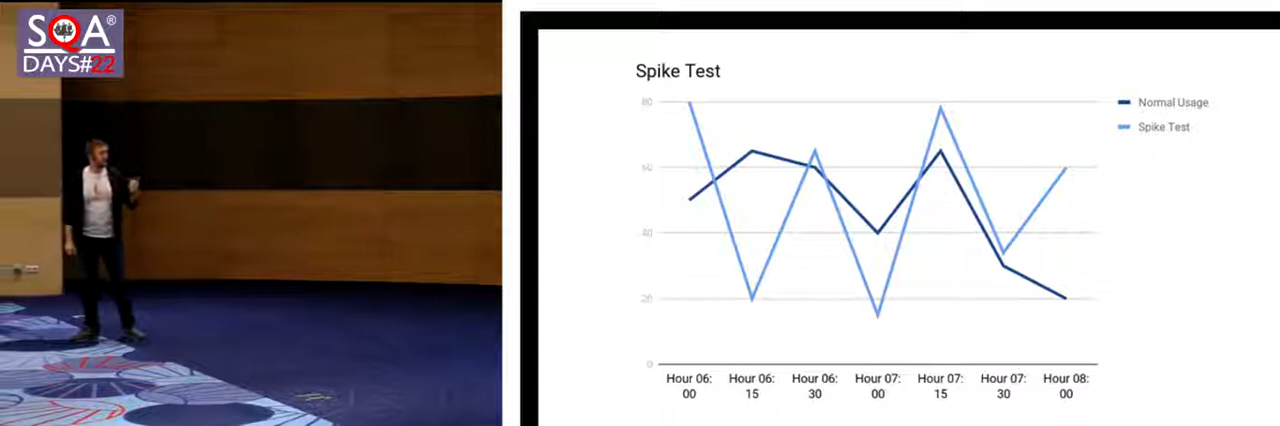 SQA®
DAYS#22
Spike Test
80
60
40
20
0
Normal Usage
Spike Test
Hour 06:
00
Hour 06:
15
Hour 06:
30
Hour 07:
00
Hour 07:
15
Hour 07:
30
Hour 08:
00